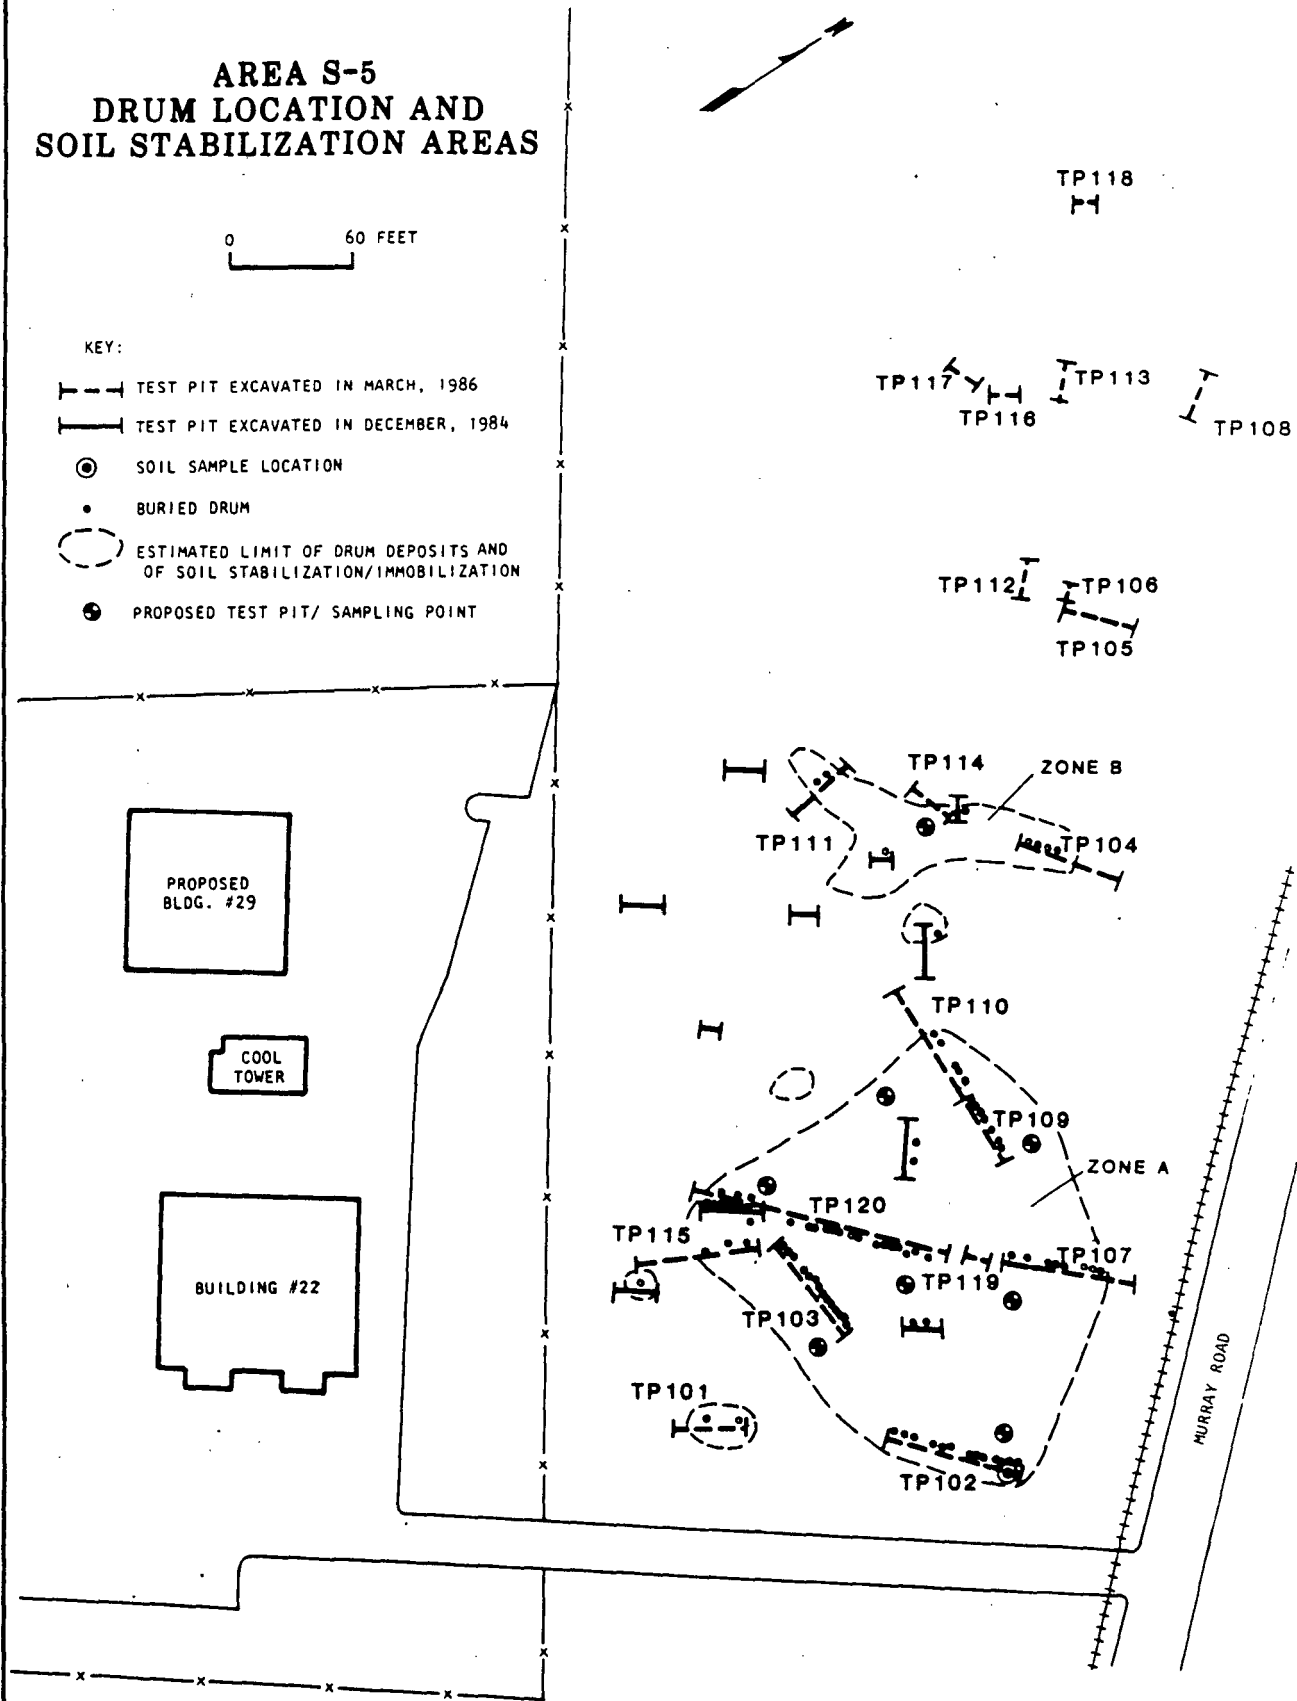 AREA S-5
DRUM LOCATION AND
SOIL STABILIZATION AREAS
0 60 FEET
KEY:
TEST PIT EXCAVATED IN MARCH, 1986
TEST PIT EXCAVATED IN DECEMBER, 1984
SOIL SAMPLE LOCATION
BURIED DRUM
ESTIMATED LIMIT OF DRUM DEPOSITS AND
OF SOIL STABILIZATION/IMMOBILIZATION
PROPOSED TEST PIT/ SAMPLING POINT
N
TP118
TP117
TP116
TP113
TP108
TP112
TP106
TP105
TP114
ZONE B
TP111
TP104
PROPOSED
BLDG. #29
COOL
TOWER
TP110
TP109
ZONE A
TP120
TP115
TP107
TP119
TP103
BUILDING #22
TP101
TP102
MURRAY ROAD